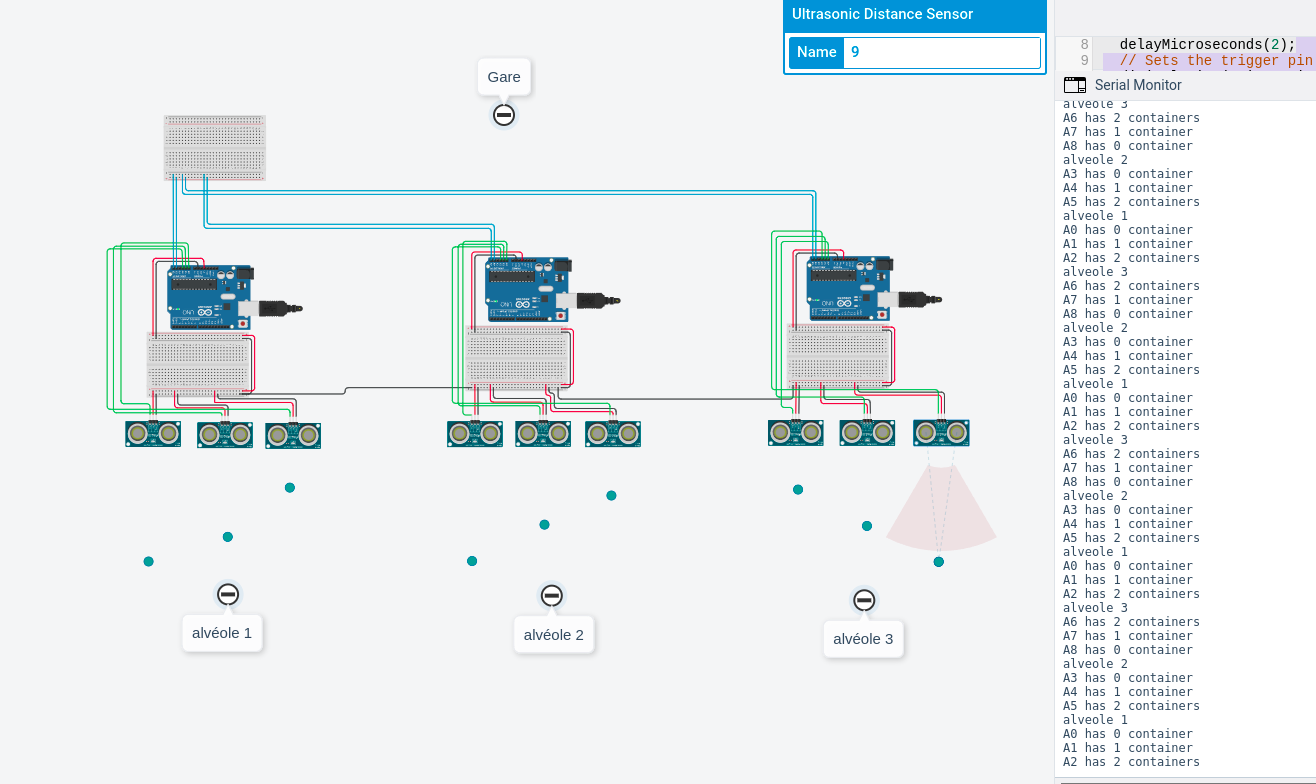 Ultrasonic Distance Sensor
Name 9
Gare
alvéole 1
alvéole 2
alvéole 3
8 delayMicroseconds(2);
9 // Sets the trigger pin
Serial Monitor
alveole 3
A6 has 2 containers
A7 has 1 container
A8 has 0 container
alveole 2
A3 has 0 container
A4 has 1 container
A5 has 2 containers
alveole 1
A0 has 0 container
A1 has 1 container
A2 has 2 containers
alveole 3
A6 has 2 containers
A7 has 1 container
A8 has 0 container
alveole 2
A3 has 0 container
A4 has 1 container
A5 has 2 containers
alveole 1
A0 has 0 container
A1 has 1 container
A2 has 2 containers
alveole 3
A6 has 2 containers
A7 has 1 container
A8 has 0 container
alveole 2
A3 has 0 container
A4 has 1 container
A5 has 2 containers
alveole 1
A0 has 0 container
A1 has 1 container
A2 has 2 containers
alveole 3
A6 has 2 containers
A7 has 1 container
A8 has 0 container
alveole 2
A3 has 0 container
A4 has 1 container
A5 has 2 containers
alveole 1
A0 has 0 container
A1 has 1 container
A2 has 2 containers